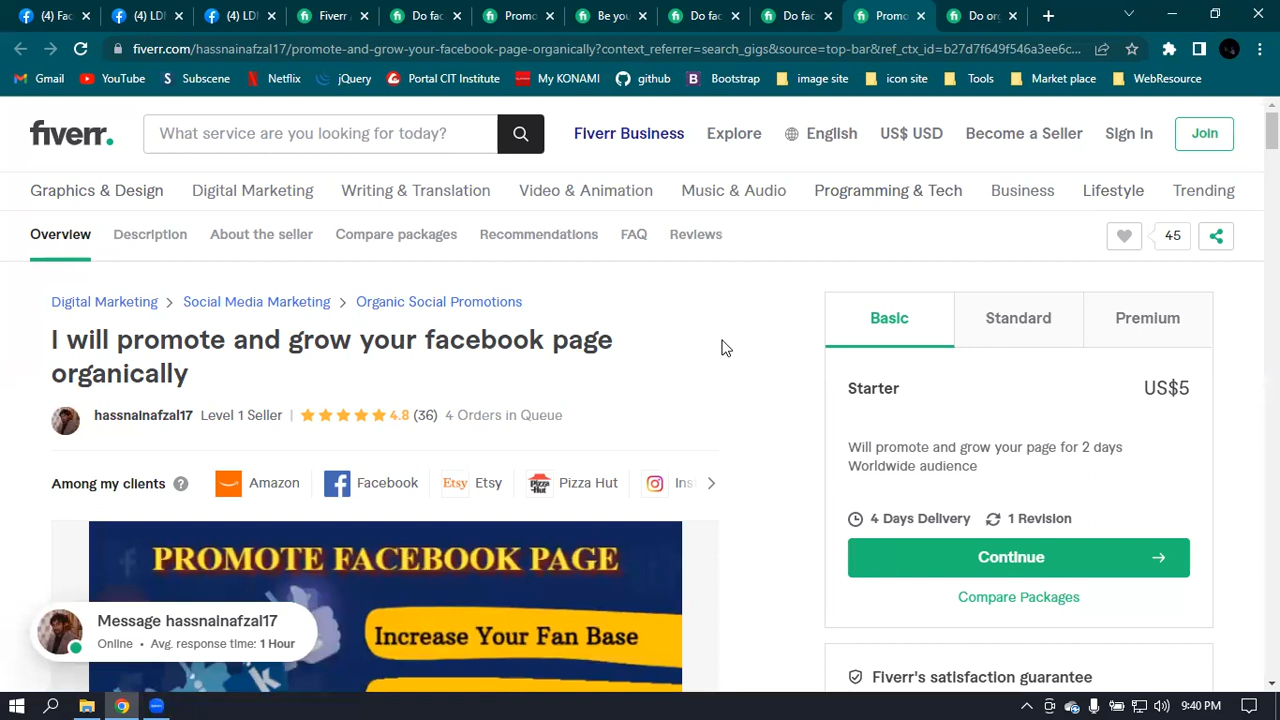 (4) Fac
(4) LDI
(4) LDI
Fiverr
Do fac
Promo
Be you
Do fac
Do fac
Promo
Do org
fiverr.com/hassnainafzal17/promote-and-grow-your-facebook-page-organically?context_referrer=search_gigs&source=top-bar&ref_ctx_id=b27d7f649f546a3ee6c...
Gmail
YouTube
Subscene
Netflix
jQuery
Portal CIT Institute
My KONAMI
github
Bootstrap
image site
icon site
Tools
Market place
WebResource
fiverr.
What service are you looking for today?
Fiverr Business
Explore
English
US$ USD
Become a Seller
Sign In
Join
Graphics & Design
Digital Marketing
Writing & Translation
Video & Animation
Music & Audio
Programming & Tech
Business
Lifestyle
Trending
Overview
Description
About the seller
Compare packages
Recommendations
FAQ
Reviews
45
Digital Marketing
Social Media Marketing
Organic Social Promotions
I will promote and grow your facebook page
organically
hassnainafzal17 Level 1 Seller | 4.8 (36) 4 Orders in Queue
Among my clients
Amazon
Facebook
Etsy Etsy
Pizza Hut Pizza Hut
Ins
PROMOTE FACEBOOK PAGE
Increase Your Fan Base
Message hassnainafzal17
Online • Avg. response time: 1 Hour
Basic
Standard
Premium
Starter
US$5
Will promote and grow your page for 2 days
Worldwide audience
4 Days Delivery
1 Revision
Continue
Compare Packages
Fiverr's satisfaction guarantee
9:40 PM